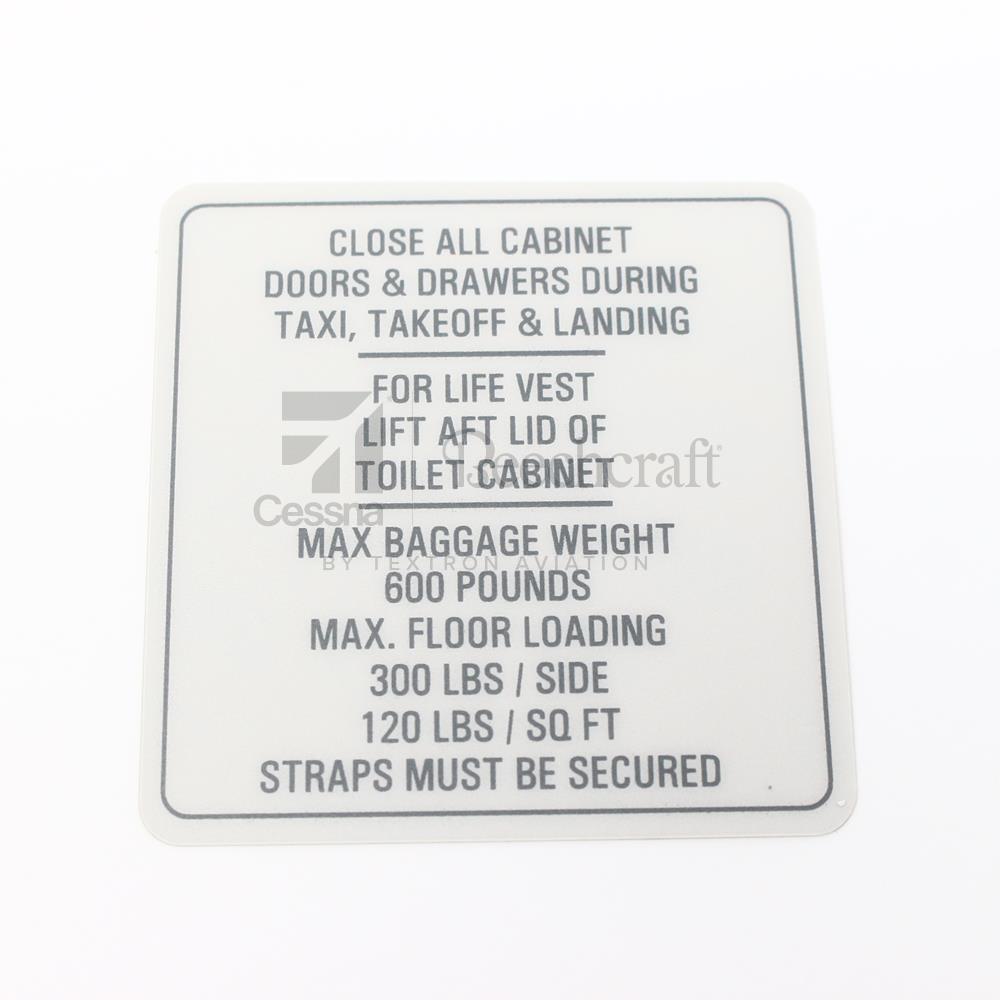 CLOSE ALL CABINET
DOORS & DRAWERS DURING
TAXI, TAKEOFF & LANDING
FOR LIFE VEST
LIFT AFT LID OF
Beechcraft®
TOILET CABINET
Cessna
MAX BAGGAGE WEIGHT
BY TEXTRON AVIATION
600 POUNDS
MAX. FLOOR LOADING
300 LBS / SIDE
120 LBS / SQ FT
STRAPS MUST BE SECURED